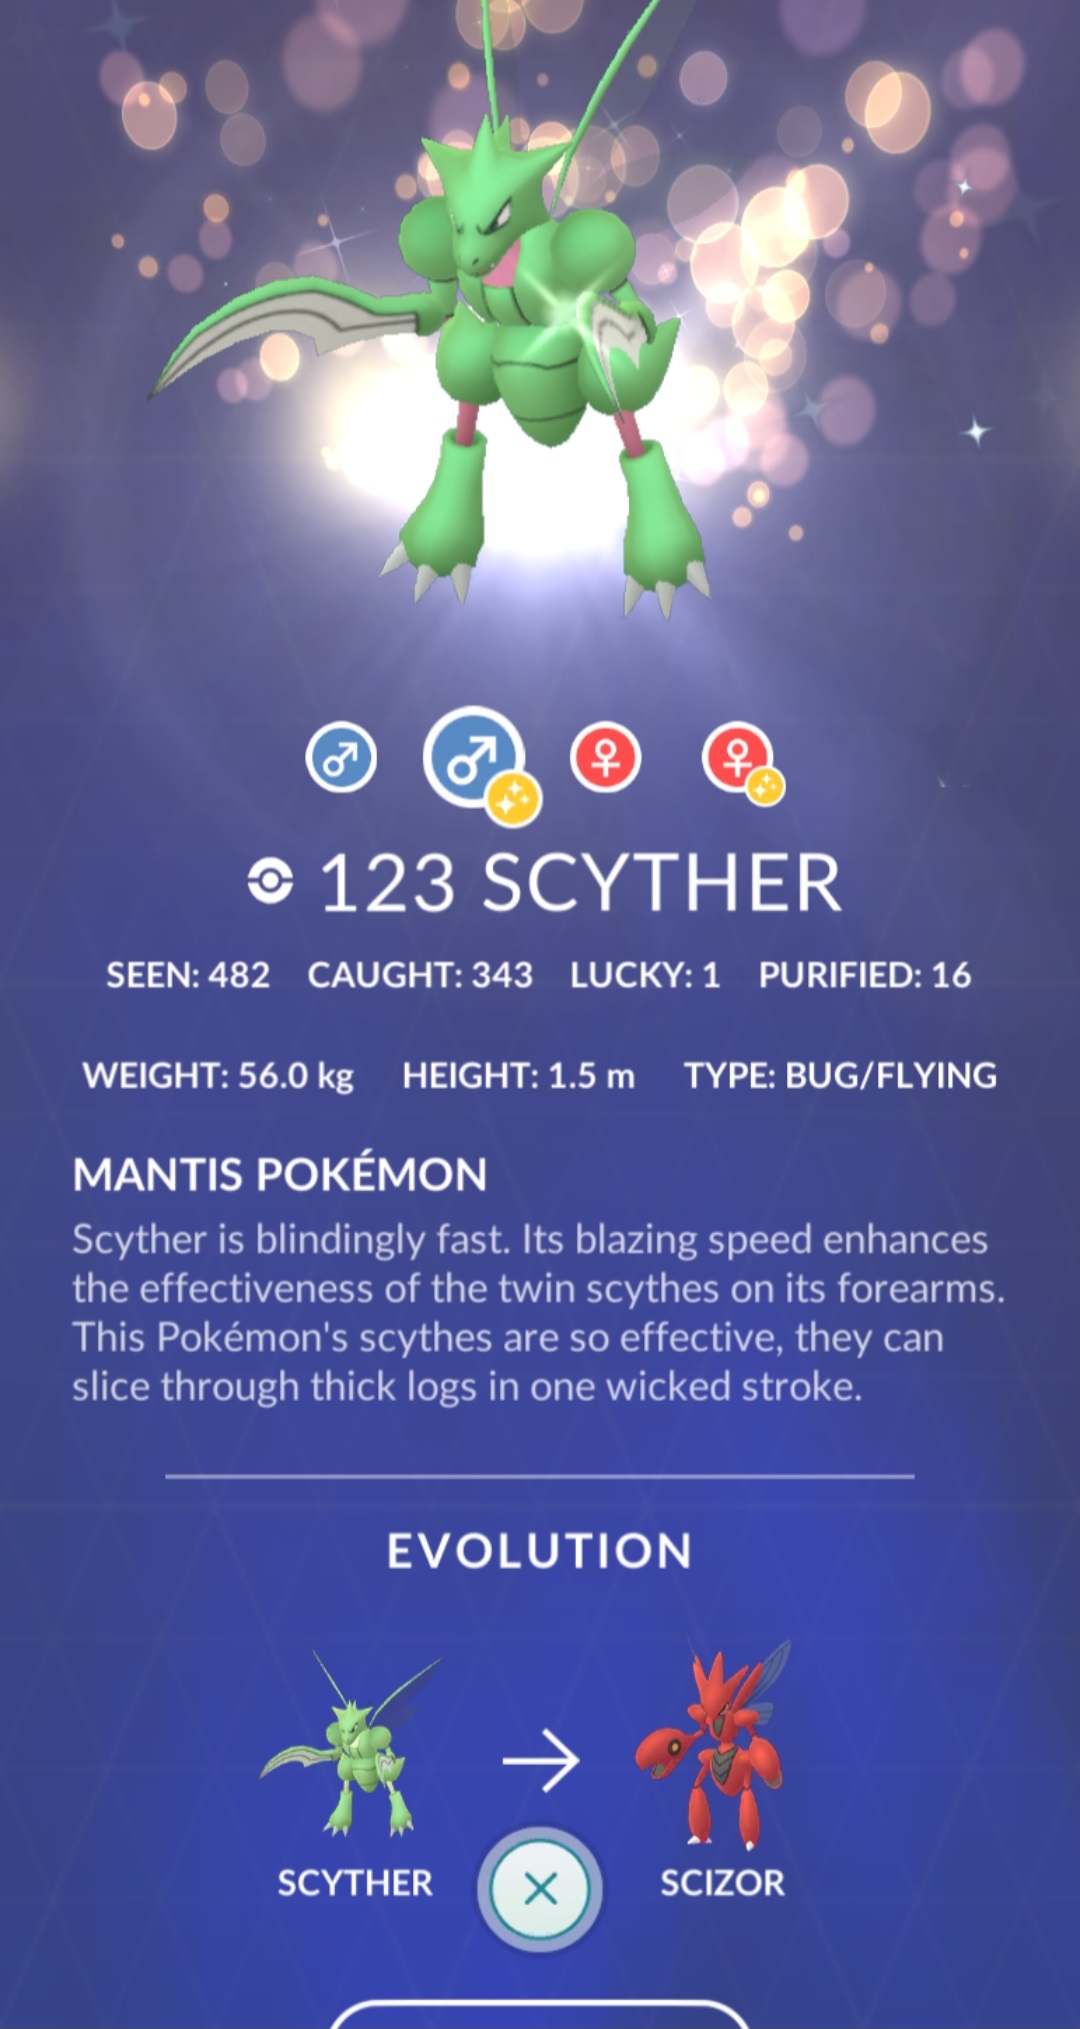 123 SCYTHER
SEEN: 482 CAUGHT: 343 LUCKY: 1 PURIFIED: 16
WEIGHT: 56.0 kg HEIGHT: 1.5 m TYPE: BUG/FLYING
MANTIS POKÉMON
Scyther is blindingly fast. Its blazing speed enhances
the effectiveness of the twin scythes on its forearms.
This Pokémon's scythes are so effective, they can
slice through thick logs in one wicked stroke.
EVOLUTION
SCYTHER SCIZOR